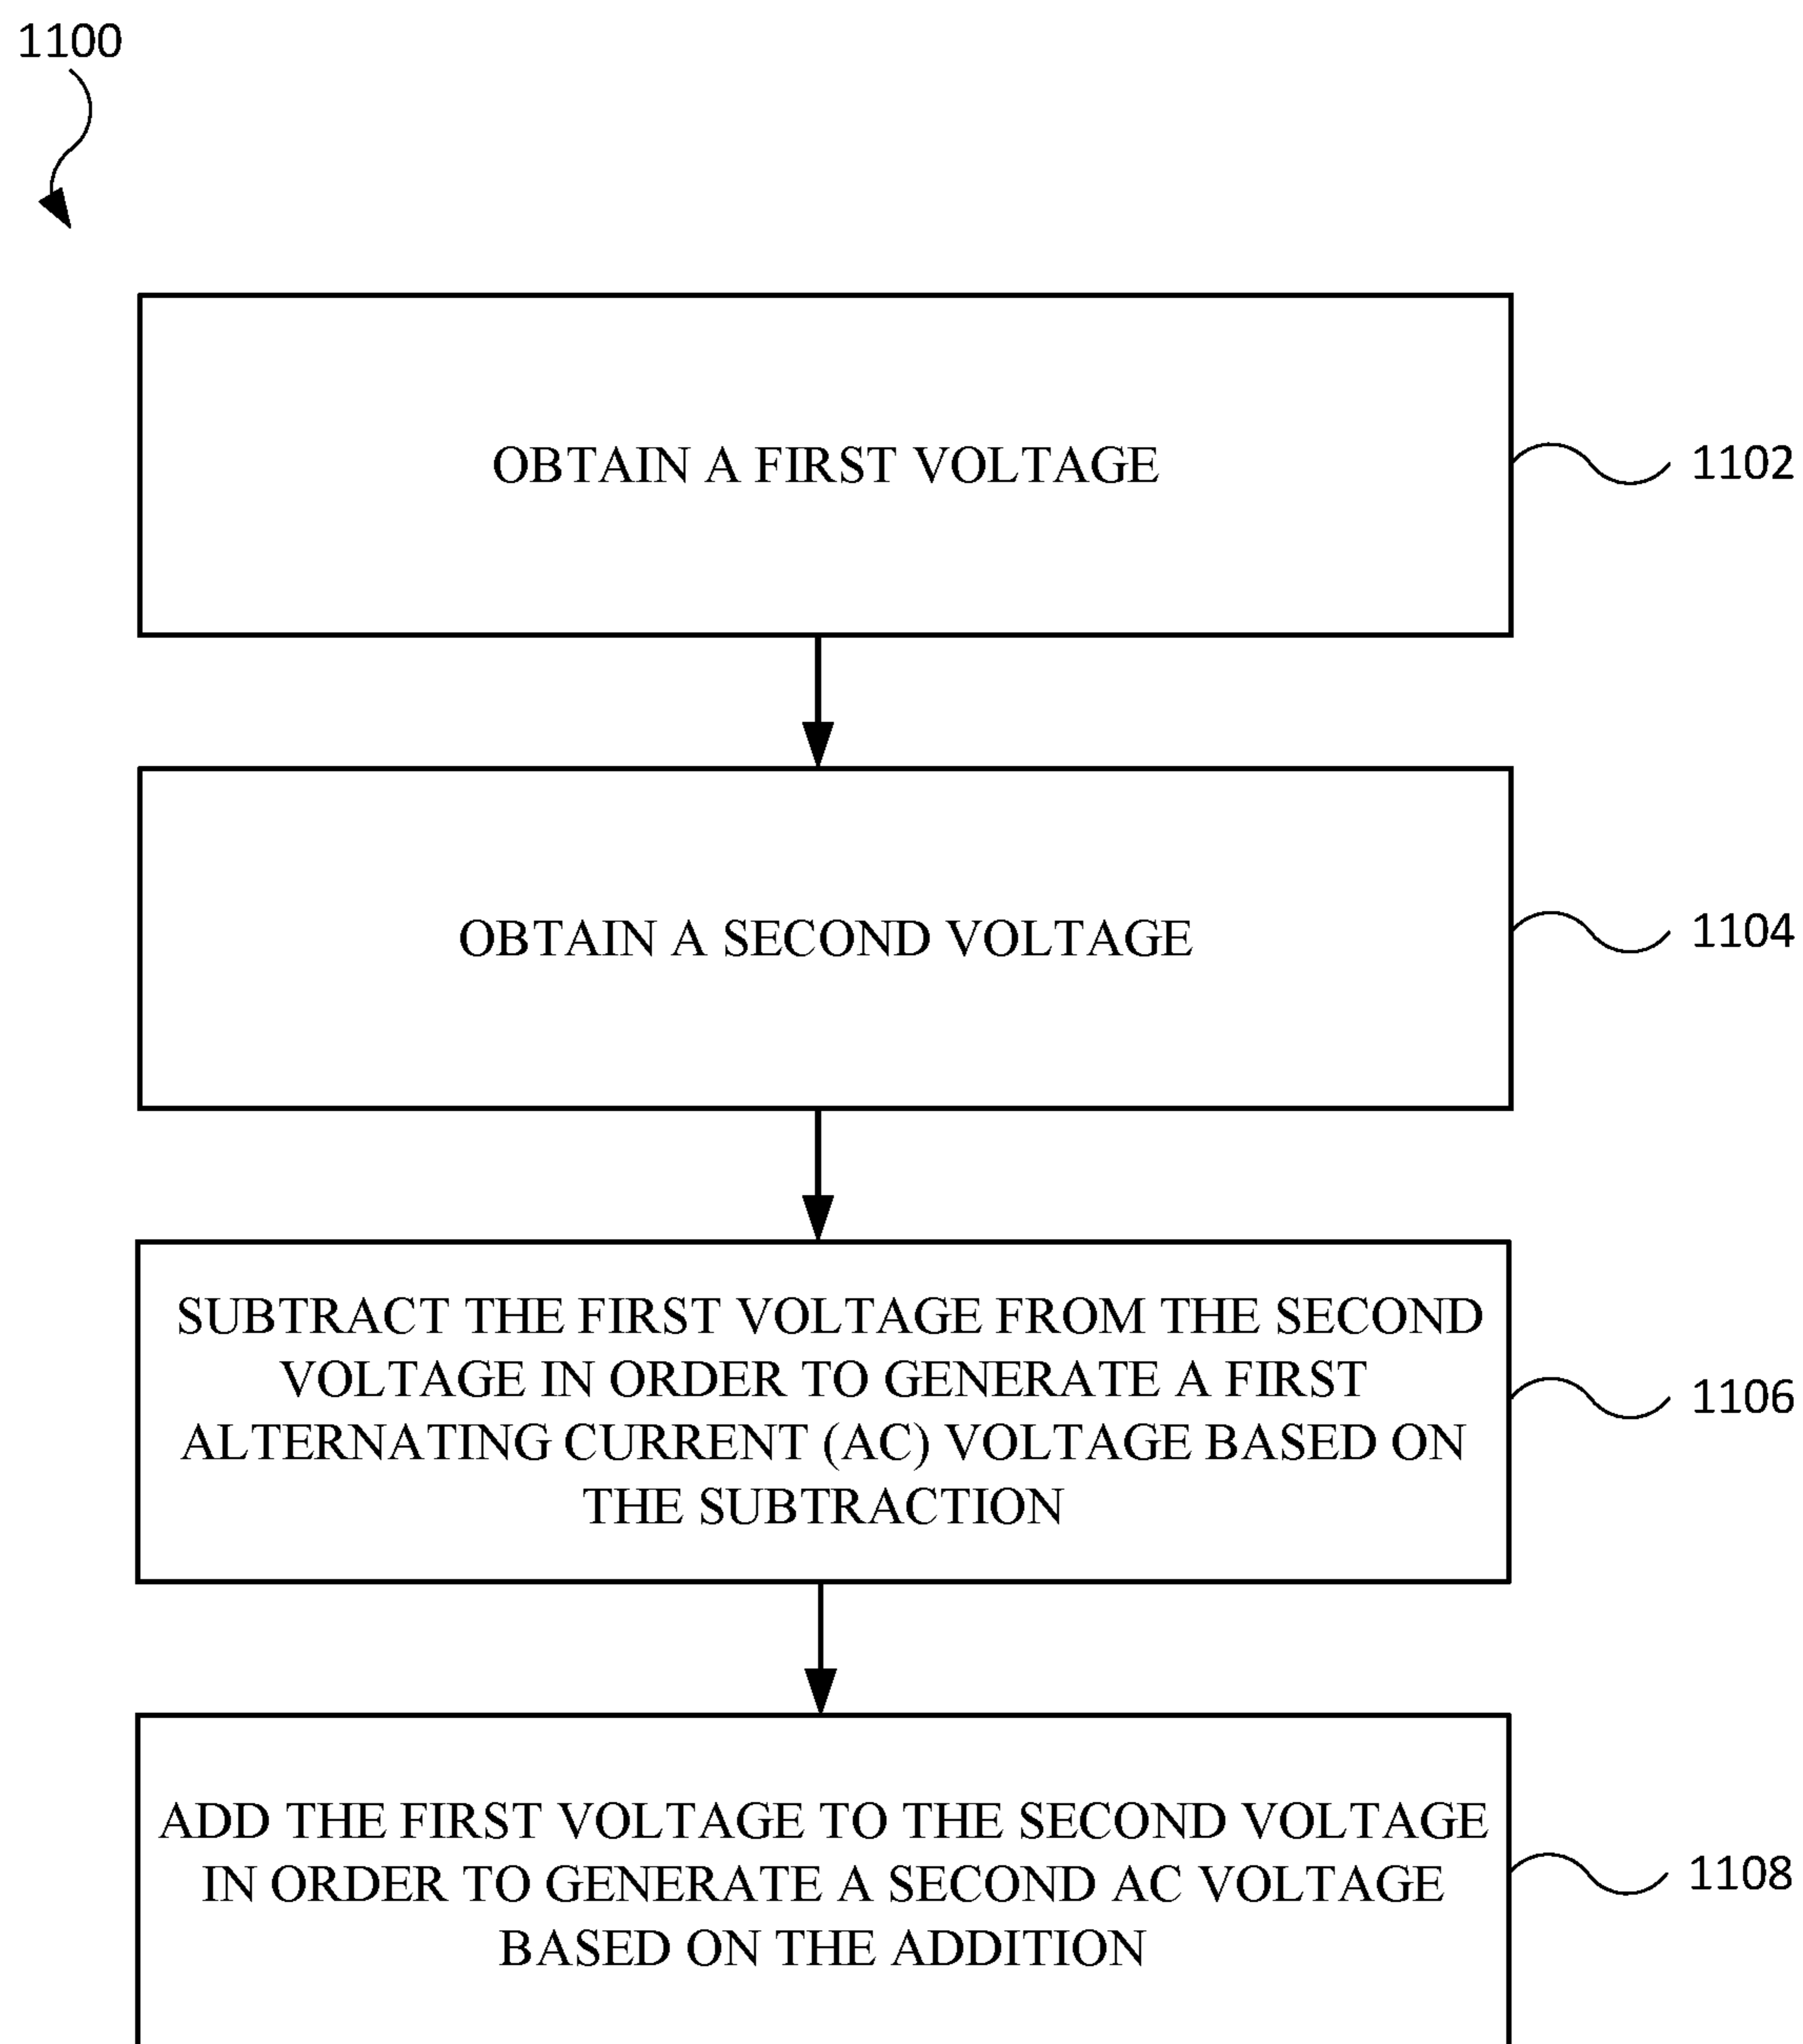 1100
OBTAIN A FIRST VOLTAGE
1102
OBTAIN A SECOND VOLTAGE
1104
SUBTRACT THE FIRST VOLTAGE FROM THE SECOND
VOLTAGE IN ORDER TO GENERATE A FIRST
ALTERNATING CURRENT (AC) VOLTAGE BASED ON
THE SUBTRACTION
1106
ADD THE FIRST VOLTAGE TO THE SECOND VOLTAGE
IN ORDER TO GENERATE A SECOND AC VOLTAGE
BASED ON THE ADDITION
1108